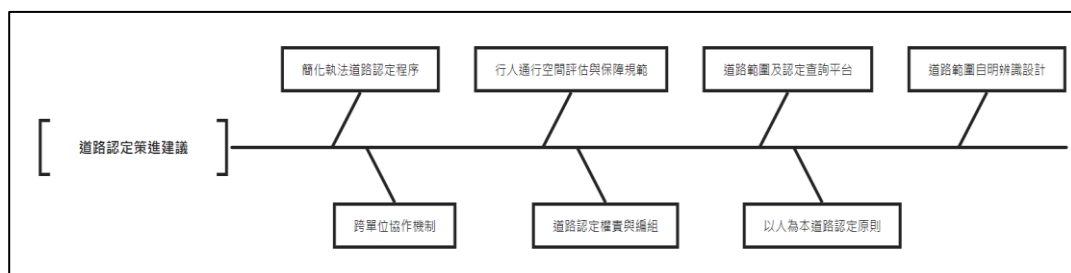 簡化執法道路認定程序
行人通行空間評估與保障規範
道路範圍及認定查詢平台
道路範圍自明辨識設計
道路認定策進建議
跨單位協作機制
道路認定權責與編組
以人為本道路認定原則